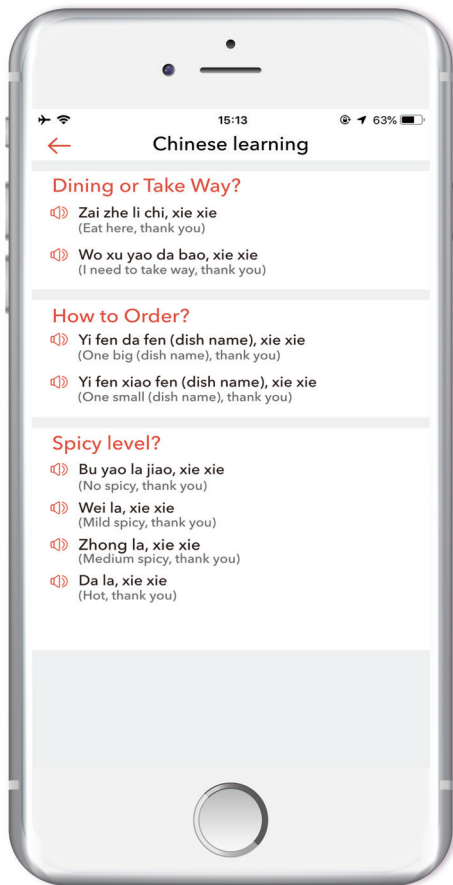 15:13
63%
Chinese learning
Dining or Take Way?
Zai zhe li chi, xie xie
(Eat here, thank you)
Wo xu yao da bao, xie xie
(I need to take way, thank you)
How to Order?
Yi fen da fen (dish name), xie xie
(One big (dish name), thank you)
Yi fen xiao fen (dish name), xie xie
(One small (dish name), thank you)
Spicy level?
Bu yao la jiao, xie xie
(No spicy, thank you)
Wei la, xie xie
(Mild spicy, thank you)
Zhong la, xie xie
(Medium spicy, thank you)
Da la, xie xie
(Hot, thank you)